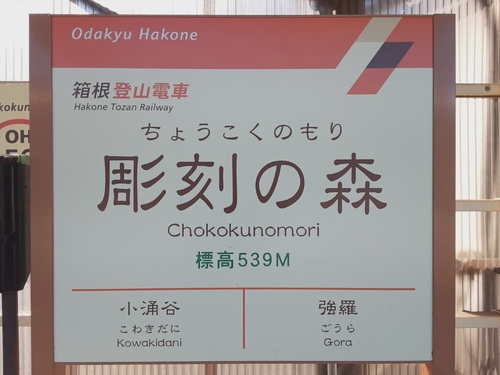 Odakyu Hakone
箱根登山電車
Hakone Tozan Railway
ちょうこくのもり
彫刻の森
Chokokunomori
標高539M
小涌谷
こわきだに
Kowakidani
強羅
ごうら
Gora
OH